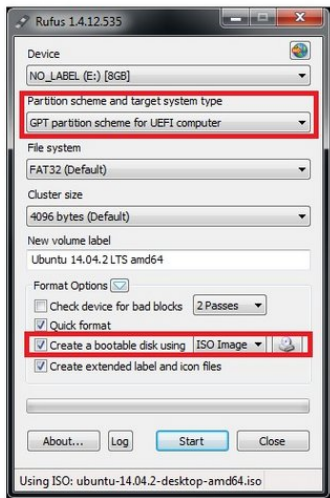 Rufus 1.4.12.535
Device
NO_LABEL (E:) [8GB]
Partition scheme and target system type
GPT partition scheme for UEFI computer
File system
FAT32 (Default)
Cluster size
4096 bytes (Default)
New volume label
Ubuntu 14.04.2 LTS amd64
Format Options
Check device for bad blocks 2 Passes
Quick format
Create a bootable disk using ISO Image
Create extended label and icon files
About... Log Start Close
Using ISO: ubuntu-14.04.2-desktop-amd64.iso